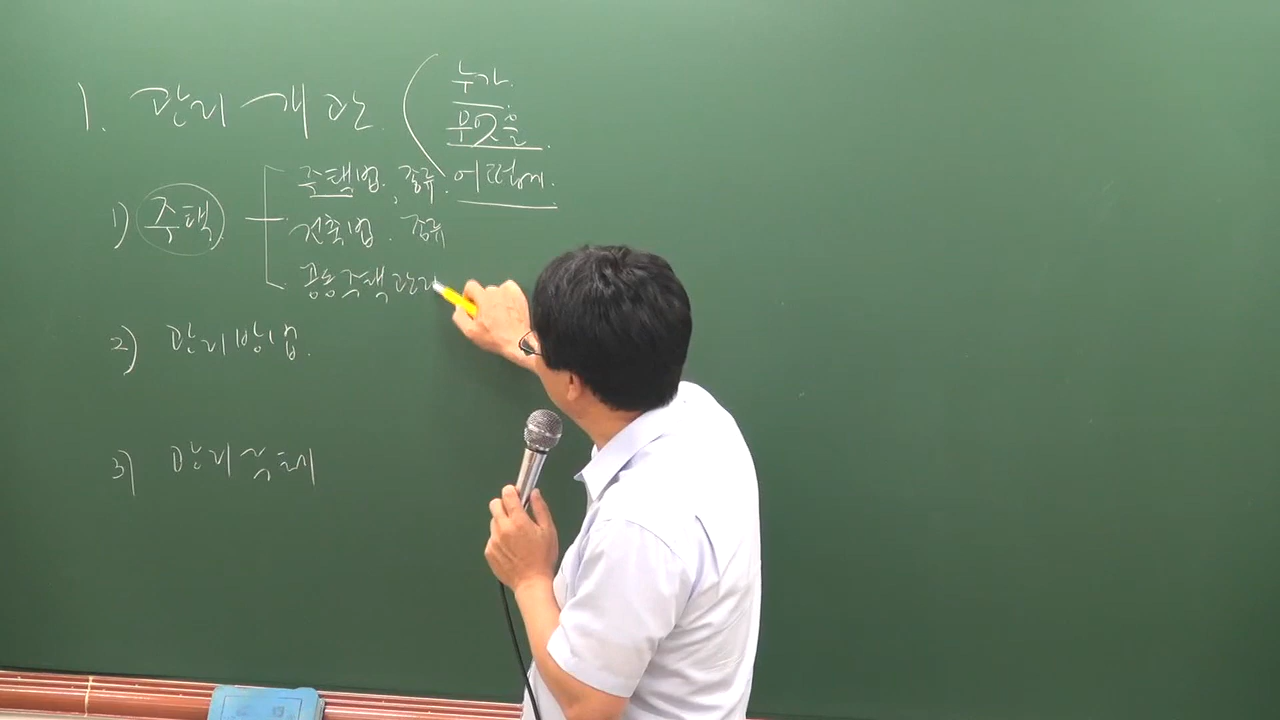 1. 관리개관
누가.
무엇을
어떻게.
1) 주택
주택법. 종류.
건축법. 종류
공동주택관리
2) 관리방법.
3) 관리주체